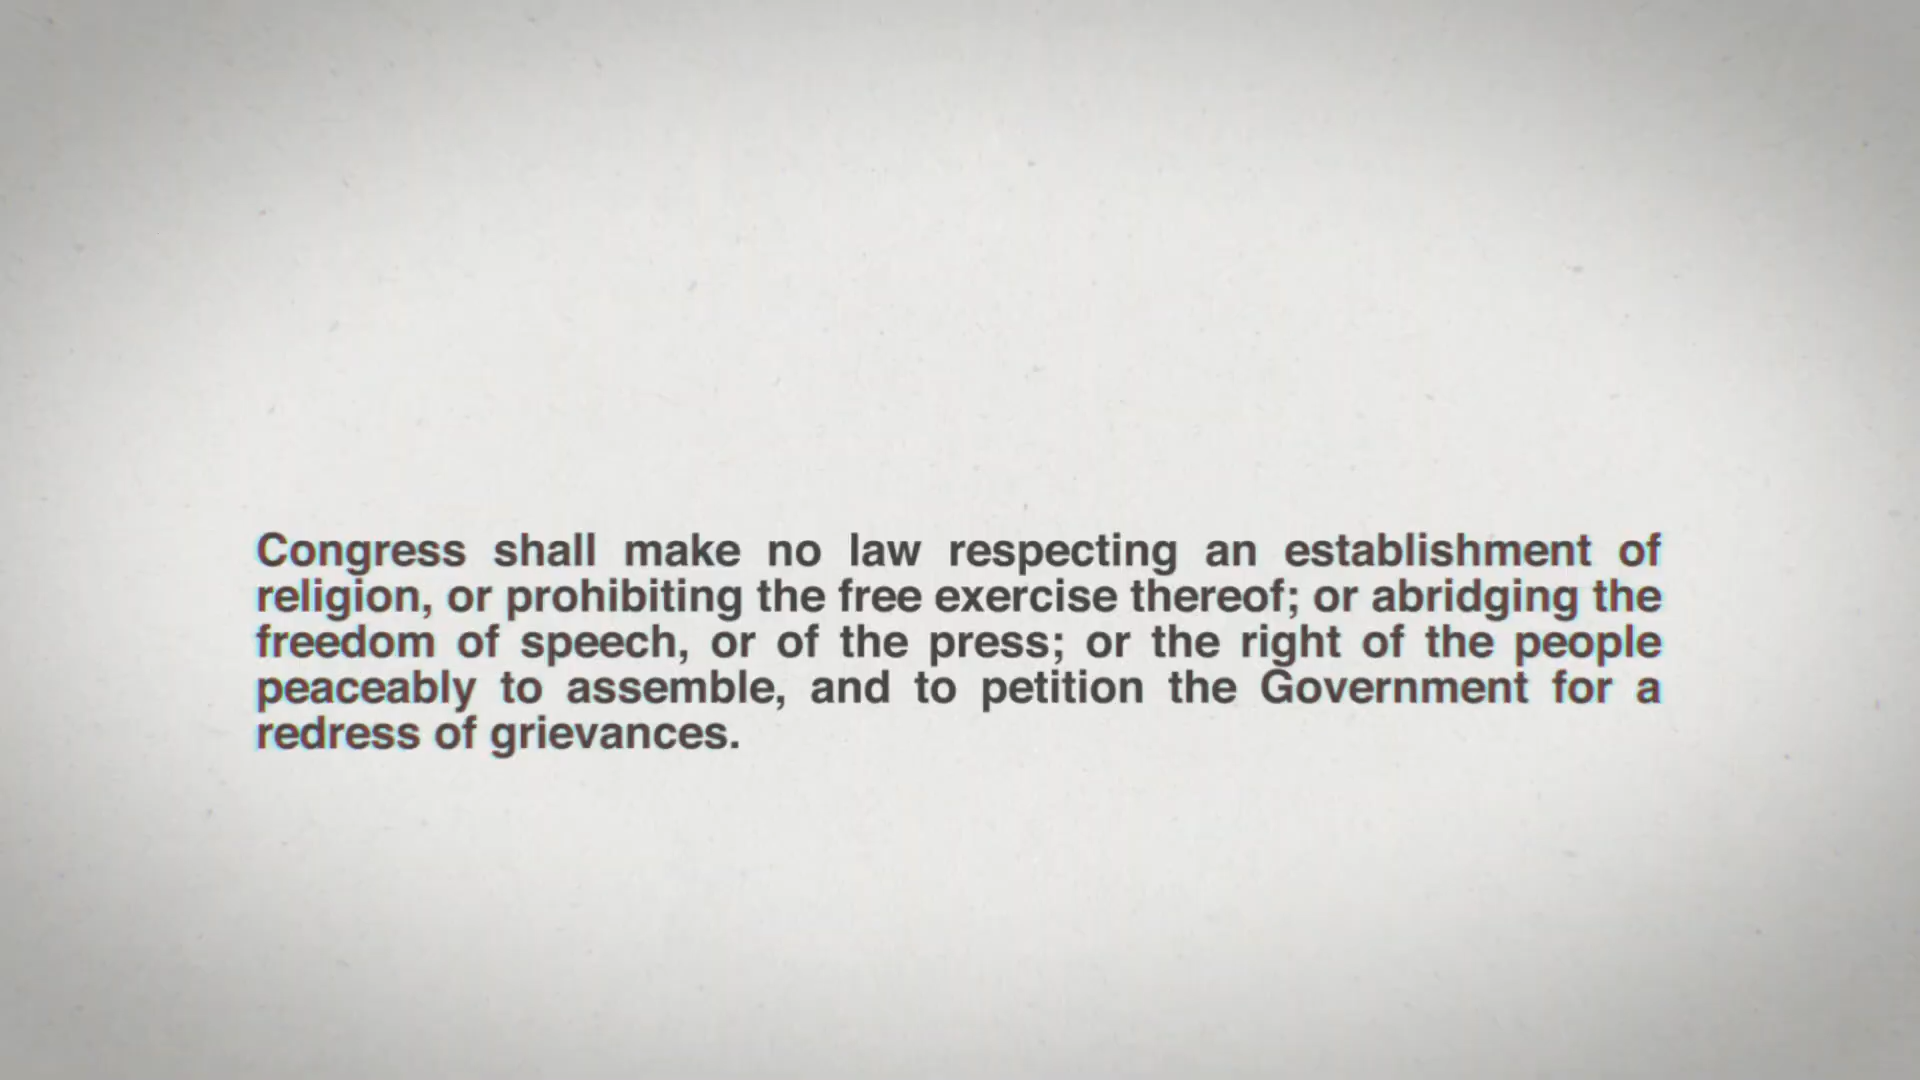 Congress shall make no law respecting an establishment of
religion, or prohibiting the free exercise thereof; or abridging the
freedom of speech, or of the press; or the right of the people
peaceably to assemble, and to petition the Government for a
redress of grievances.